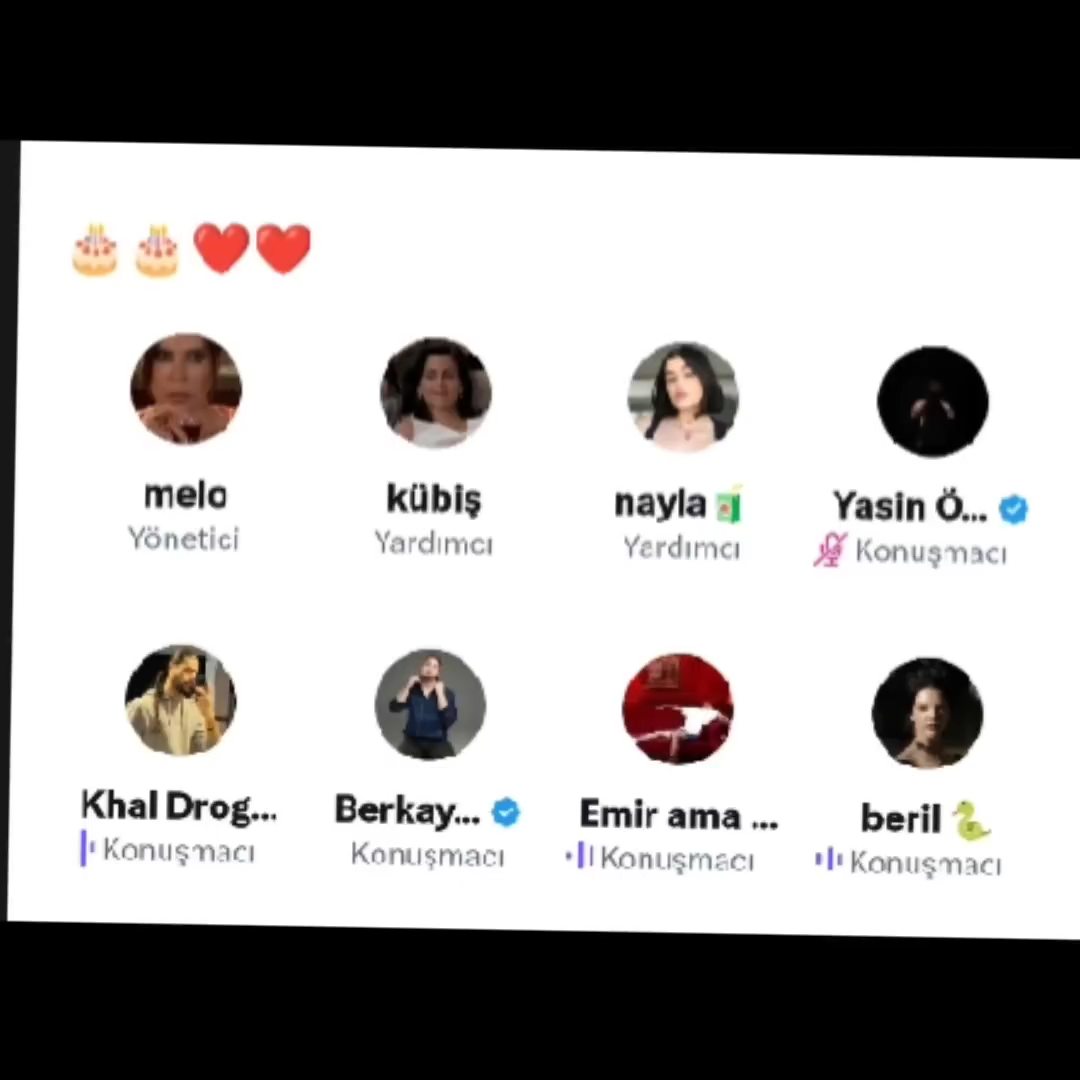 🎂🎂❤️❤️
melo kübiş nayla🧃 Yasin Ö...
Yönetici Yardımcı Yardımcı Konuşmacı
Khal Drog... Berkay... Emir ama ... beril 🐍
Konuşmacı Konuşmacı Konuşmacı Konuşmacı